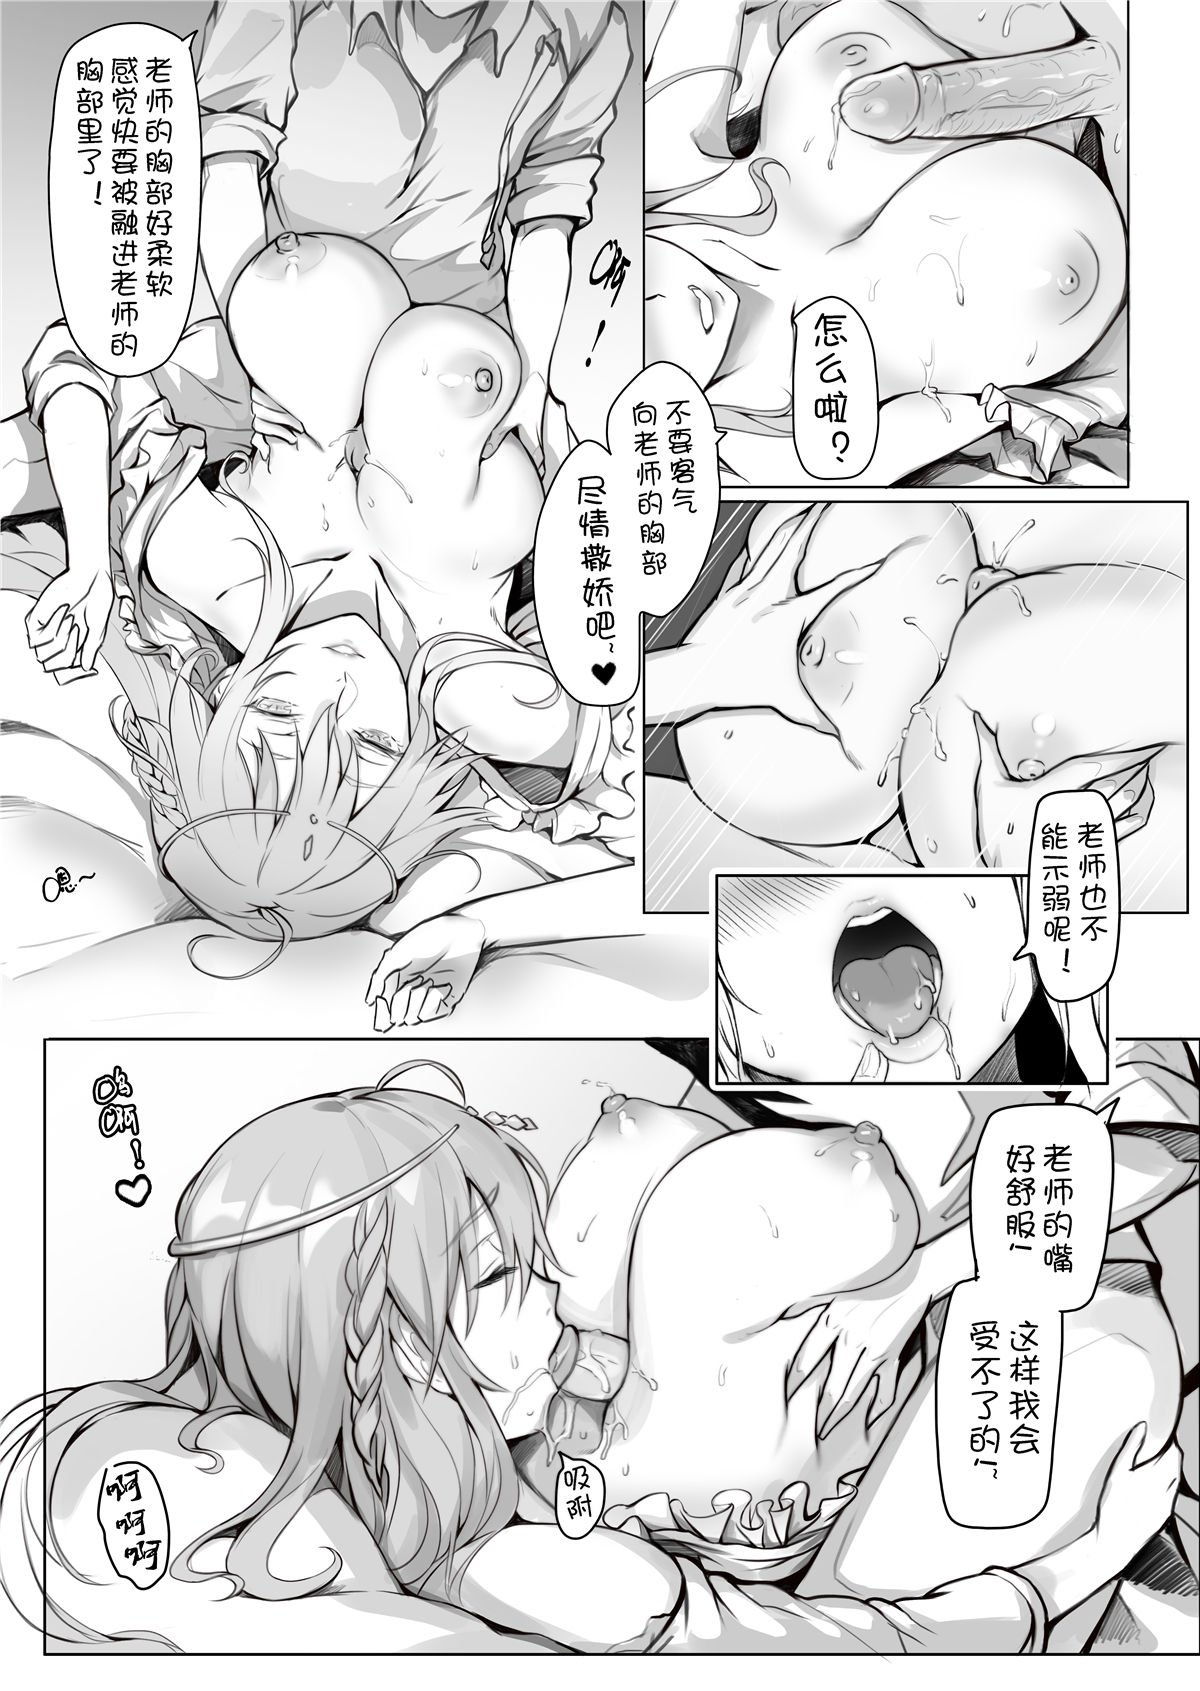 怎么啦？
老师的胸部好柔软
感觉快要被融进老师的
胸部里了！
啊！
不要客气
向老师的胸部
尽情撒娇吧~♥
嗯~
老师也不
能示弱呢！
老师的嘴
好舒服！
这样我会
受不了的！~
呜
啊！♡
吸
附
啊
啊
啊